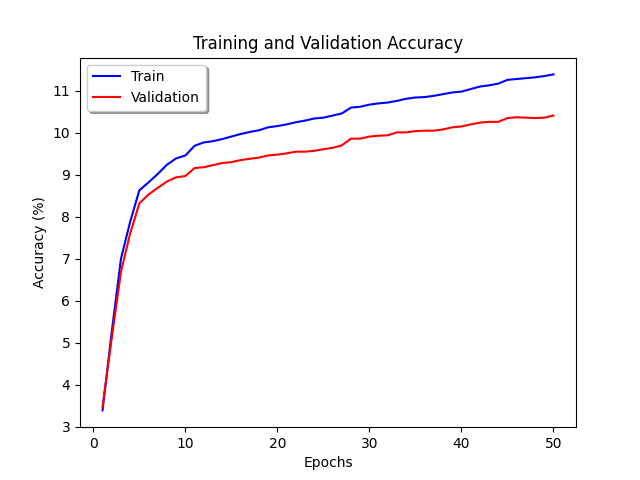 Training and Validation Accuracy
Train
Validation
Accuracy (%)
11
10
9
8
7
6
5
4
3
0 10 20 30 40 50
Epochs